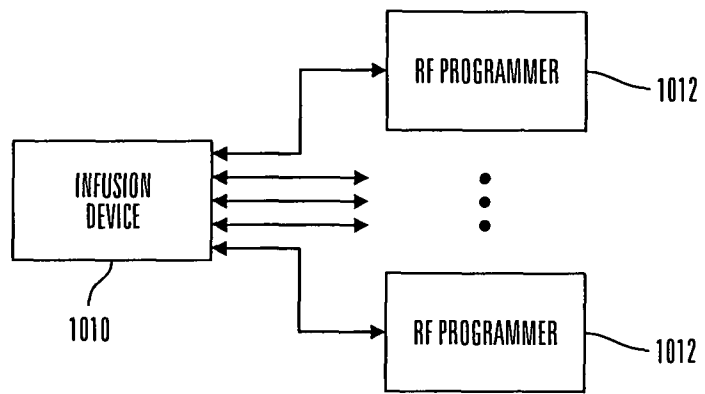 RF PROGRAMMER
1012
INFUSION
DEVICE
1010
RF PROGRAMMER
1012